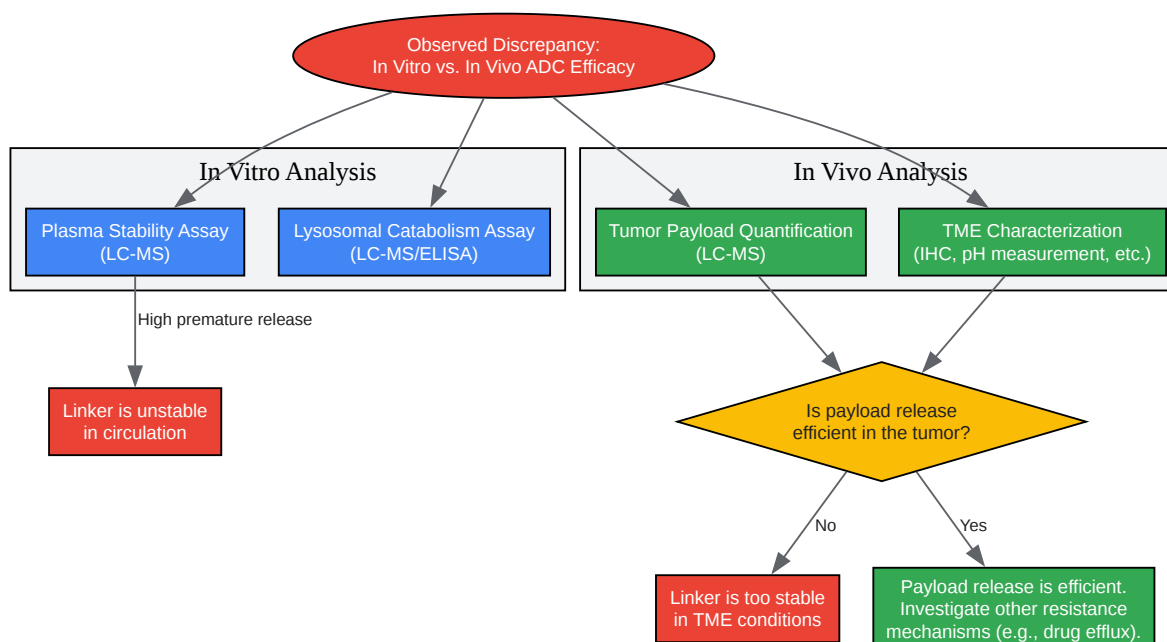 Observed Discrepancy:
In Vitro vs. In Vivo ADC Efficacy
In Vitro Analysis
In Vivo Analysis
Plasma Stability Assay
(LC-MS)
Lysosomal Catabolism Assay
(LC-MS/ELISA)
Tumor Payload Quantification
(LC-MS)
TME Characterization
(IHC, pH measurement, etc.)
High premature release
Linker is unstable
in circulation
Is payload release
efficient in the tumor?
No
Yes
Linker is too stable
in TME conditions
Payload release is efficient.
Investigate other resistance
mechanisms (e.g., drug efflux).